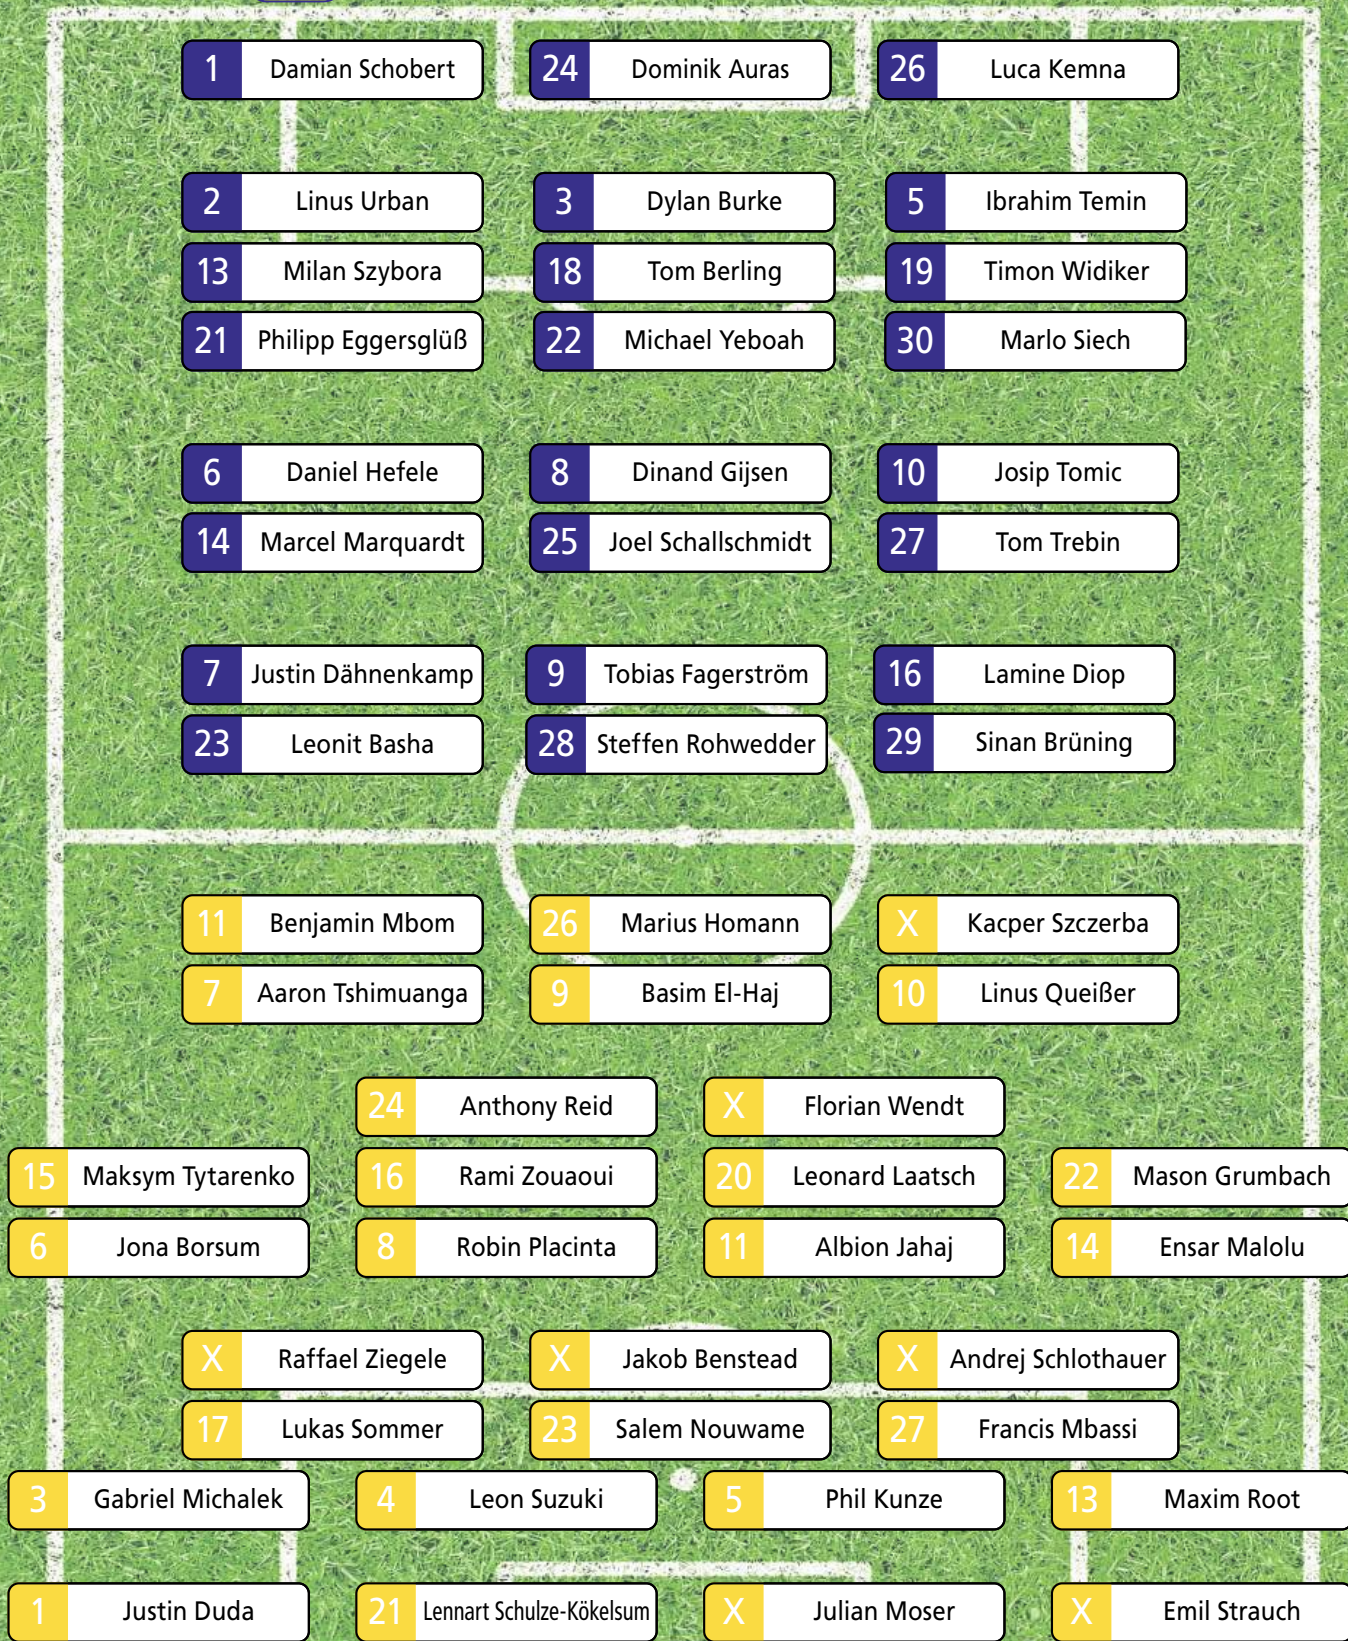 1 Damian Schobert 24 Dominik Auras 26 Luca Kemna
2 Linus Urban 3 Dylan Burke 5 Ibrahim Temin
13 Milan Szybora 18 Tom Berling 19 Timon Widiker
21 Philipp Eggersglüß 22 Michael Yeboah 30 Marlo Siech
6 Daniel Hefele 8 Dinand Gijsen 10 Josip Tomic
14 Marcel Marquardt 25 Joel Schallschmidt 27 Tom Trebin
7 Justin Dähnenkamp 9 Tobias Fagerström 16 Lamine Diop
23 Leonit Basha 28 Steffen Rohwedder 29 Sinan Brüning
11 Benjamin Mbom 26 Marius Homann X Kacper Szczerba
7 Aaron Tshimuanga 9 Basim El-Haj 10 Linus Queißer
24 Anthony Reid X Florian Wendt
15 Maksym Tytarenko 16 Rami Zouaoui 20 Leonard Laatsch 22 Mason Grumbach
6 Jona Borsum 8 Robin Placinta 11 Albion Jahaj 14 Ensar Malolu
X Raffael Ziegele X Jakob Benstead X Andrej Schlothauer
17 Lukas Sommer 23 Salem Nouwame 27 Francis Mbassi
3 Gabriel Michalek 4 Leon Suzuki 5 Phil Kunze 13 Maxim Root
1 Justin Duda 21 Lennart Schulze-Kökelsum X Julian Moser X Emil Strauch